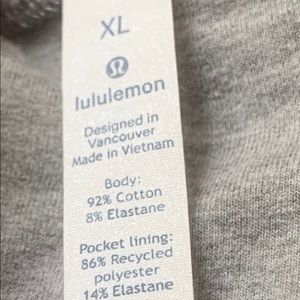 XL
lululemon
Designed in
Vancouver
Made in Vietnam
Body:
92% Cotton
8% Elastane
Pocket lining:
86% Recycled
polyester
14% Elastane